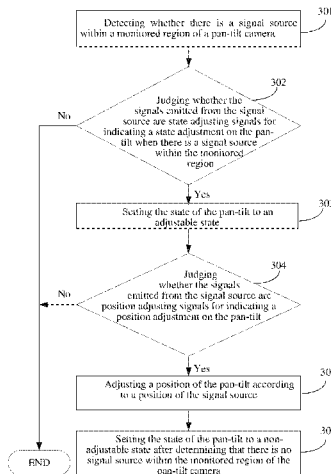 301
Detecting whether there is a signal source
within a monitored region of a pan-tilt camera
302
Judging whether the
signals emitted from the signal
source are state adjusting signals for
indicating a state adjustment on the pan-
tilt when there is a signal source
within the monitored
region
No
Yes
30
Setting the state of the pan-tilt to an
adjustable state
304
Judging
whether the signals
emitted from the signal source are
position adjusting signals for indicating a
position adjustment on the pan-tilt
No
Yes
30
Adjusting a position of the pan-tilt according
to a position of the signal source
30
Setting the state of the pan-tilt to a non-
adjustable state after determining that there is no
signal source within the monitored region of the
pan-tilt camera
END